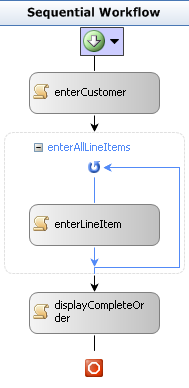 Sequential Workflow
enterCustomer
enterAllLineItems
enterLineItem
displayCompleteOr
der